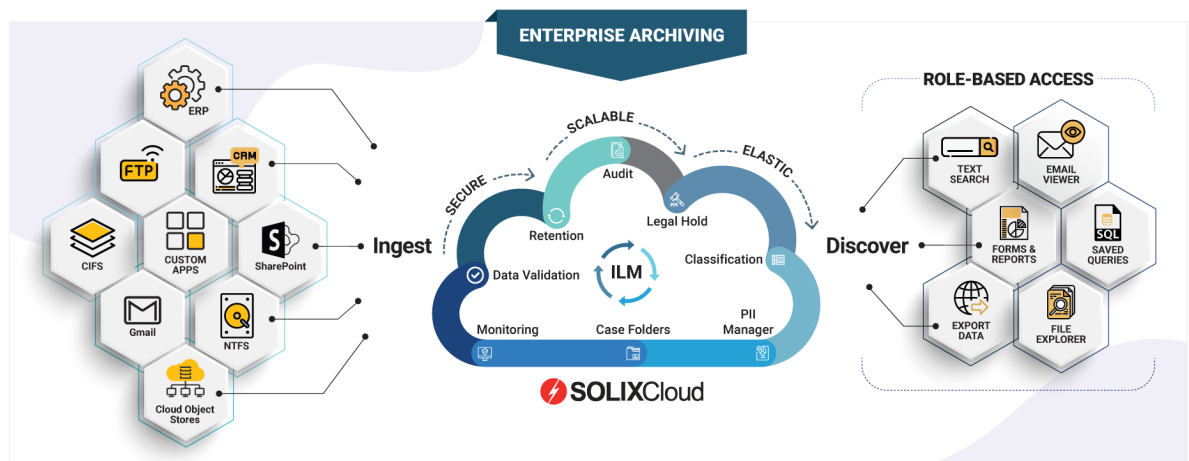 ENTERPRISE ARCHIVING
ERP
FTP
CRM
CIFS
CUSTOM
APPS
SharePoint
Gmail
NTFS
Cloud Object
Stores
Ingest
SECURE
SCALABLE
ELASTIC
Audit
Retention
Legal Hold
Data Validation
ILM
Classification
Monitoring
Case Folders
PII
Manager
SOLIXCloud
Discover
ROLE-BASED ACCESS
TEXT
SEARCH
EMAIL
VIEWER
FORMS &
REPORTS
SQL
SAVED
QUERIES
EXPORT
DATA
FILE
EXPLORER